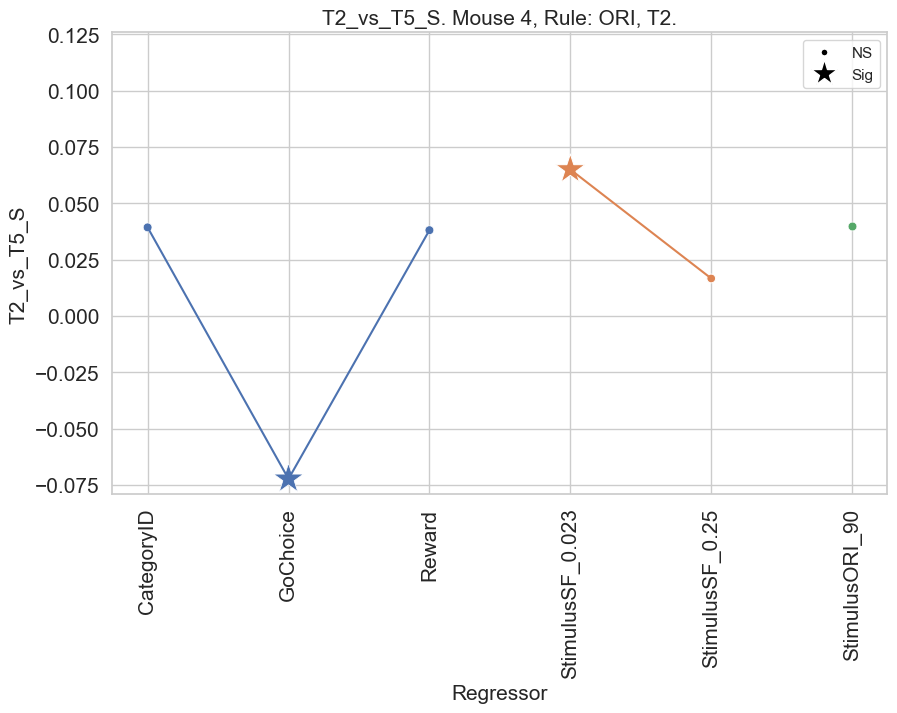 T2_vs_T5_S. Mouse 4, Rule: ORI, T2.
NS
Sig
T2_vs_T5_S
0.125
0.100
0.075
0.050
0.025
0.000
−0.025
−0.050
−0.075
CategoryID
GoChoice
Reward
StimulusSF_0.023
StimulusSF_0.25
StimulusORI_90
Regressor